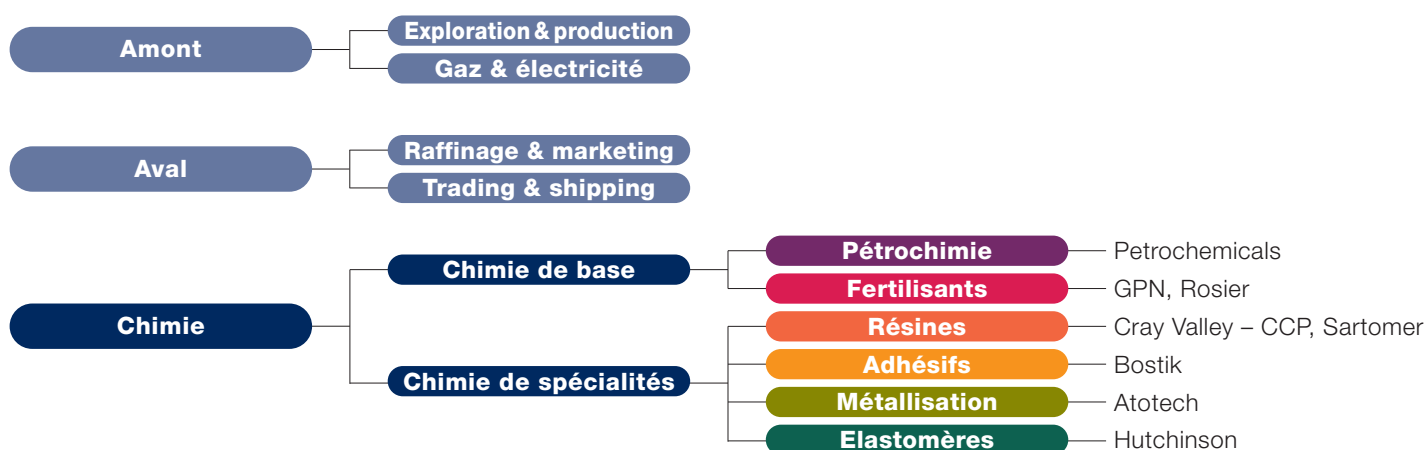 Amont
Exploration & production
Gaz & électricité
Aval
Raffinage & marketing
Trading & shipping
Chimie
Chimie de base
Pétrochimie
Petrochemicals
Fertilisants
GPN, Rosier
Chimie de spécialités
Résines
Cray Valley – CCP, Sartomer
Adhésifs
Bostik
Métallisation
Atotech
Elastomères
Hutchinson